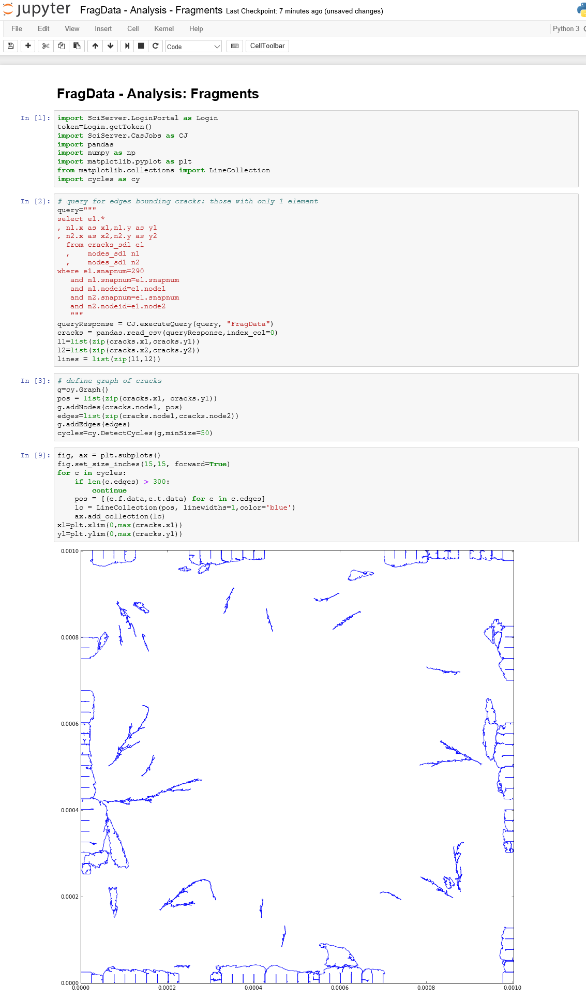 jupyter FragData - Analysis - Fragments Last Checkpoint: 7 minutes ago (unsaved changes)
File Edit View Insert Cell Kernel Help Python 3
Code CellToolbar
FragData - Analysis: Fragments
In [1]: import SciServer.LoginPortal as Login
token=Login.getToken()
import SciServer.CasJobs as CJ
import pandas
import numpy as np
import matplotlib.pyplot as plt
from matplotlib.collections import LineCollection
import cycles as cy
In [2]: # query for edges bounding cracks: those with only 1 element
query="""
select e1.*
, n1.x as x1,n1.y as y1
, n2.x as x2,n2.y as y2
  from cracks_sd1 e1
  ,    nodes_sd1 n1
  ,    nodes_sd1 n2
where e1.snapnum=290
   and n1.snapnum=e1.snapnum
   and n1.nodeid=e1.node1
   and n2.snapnum=e1.snapnum
   and n2.nodeid=e1.node2
   """
queryResponse = CJ.executeQuery(query, "FragData")
cracks = pandas.read_csv(queryResponse,index_col=0)
l1=list(zip(cracks.x1,cracks.y1))
l2=list(zip(cracks.x2,cracks.y2))
lines = list(zip(l1,l2))
In [3]: # define graph of cracks
g=cy.Graph()
pos = list(zip(cracks.x1, cracks.y1))
g.addNodes(cracks.node1, pos)
edges=list(zip(cracks.node1,cracks.node2))
g.addEdges(edges)
cycles=cy.DetectCycles(g,minSize=50)
In [9]: fig, ax = plt.subplots()
fig.set_size_inches(15,15, forward=True)
for c in cycles:
    if len(c.edges) > 300:
        continue
    pos = [(e.f.data,e.t.data) for e in c.edges]
    lc = LineCollection(pos, linewidths=1,color='blue')
    ax.add_collection(lc)
xl=plt.xlim(0,max(cracks.x1))
yl=plt.ylim(0,max(cracks.y1))
0.0010
0.0008
0.0006
0.0004
0.0002
0.0000
0.0000 0.0002 0.0004 0.0006 0.0008 0.0010